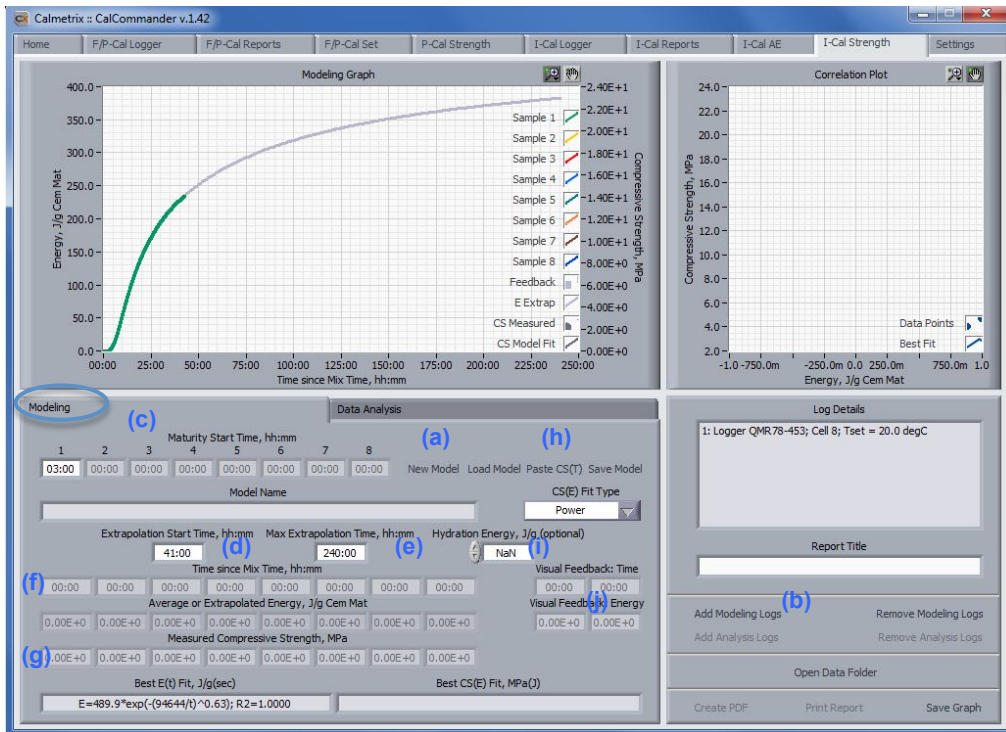 Calmetrix :: CalCommander v.1.42
Home F/P-Cal Logger F/P-Cal Reports F/P-Cal Set P-Cal Strength I-Cal Logger I-Cal Reports I-Cal AE I-Cal Strength Settings
Modeling Graph
400.0
350.0
300.0
250.0
200.0
150.0
100.0
50.0
0.0
Energy, J/g Cem Mat
00:00 25:00 50:00 75:00 100:00 125:00 150:00 175:00 200:00 225:00 250:00
Time since Mix Time, hh:mm
Sample 1
Sample 2
Sample 3
Sample 4
Sample 5
Sample 6
Sample 7
Sample 8
Feedback
E Extrap
CS Measured
CS Model Fit
2.40E+1
2.20E+1
2.00E+1
1.80E+1
1.60E+1
1.40E+1
1.20E+1
1.00E+1
8.00E+0
6.00E+0
4.00E+0
2.00E+0
0.00E+0
Compressive Strength, MPa
Correlation Plot
24.0
22.0
20.0
18.0
16.0
14.0
12.0
10.0
8.0
6.0
4.0
2.0
Compressive Strength, MPa
Data Points
Best Fit
-1.0 -750.0m -250.0m 0.0 250.0m 750.0m 1.0
Energy, J/g Cem Mat
Modeling Data Analysis
(c) (a) (h)
Maturity Start Time, hh:mm
1 2 3 4 5 6 7 8
03:00 00:00 00:00 00:00 00:00 00:00 00:00 00:00
New Model Load Model Paste CS(T) Save Model
Model Name CS(E) Fit Type
Power
Extrapolation Start Time, hh:mm Max Extrapolation Time, hh:mm Hydration Energy, J/g (optional)
41:00 (d) 240:00 (e) NaN (i)
Time since Mix Time, hh:mm Visual Feedback: Time
(f) 00:00 00:00 00:00 00:00 00:00 00:00 00:00 00:00 00:00 00:00
Average or Extrapolated Energy, J/g Cem Mat Visual Feedback: Energy
(j)
0.00E+0 0.00E+0 0.00E+0 0.00E+0 0.00E+0 0.00E+0 0.00E+0 0.00E+0 0.00E+0 0.00E+0
Measured Compressive Strength, MPa
(g) 0.00E+0 0.00E+0 0.00E+0 0.00E+0 0.00E+0 0.00E+0 0.00E+0 0.00E+0
Best E(t) Fit, J/g(sec) Best CS(E) Fit, MPa(J)
E=489.9*exp(-(94644/t)^0.63); R2=1.0000
Log Details
1: Logger QMR78-453; Cell 8; Tset = 20.0 degC
Report Title
(b)
Add Modeling Logs Remove Modeling Logs
Add Analysis Logs Remove Analysis Logs
Open Data Folder
Create PDF Print Report Save Graph